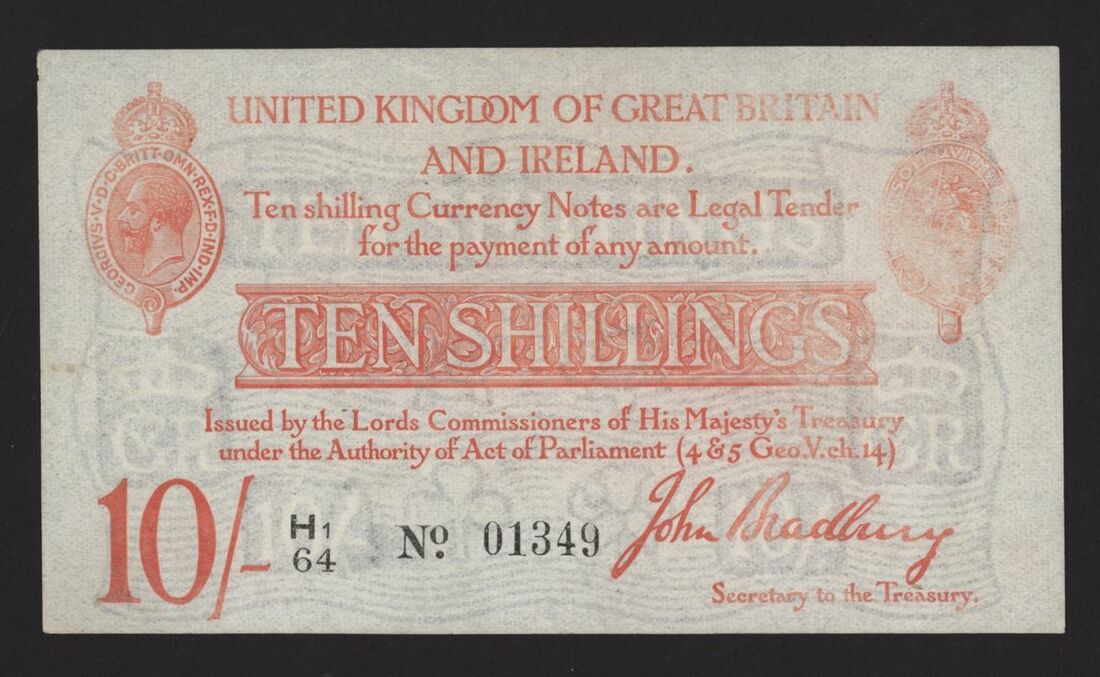 UNITED KINGDOM OF GREAT BRITAIN
AND IRELAND.
GEORGIVS·V·D·G·BRITT·OMN·REX·F·D·IND·IMP.
Ten shilling Currency Notes are Legal Tender
for the payment of any amount.
TEN SHILLINGS
Issued by the Lords Commissioners of His Majesty's Treasury
under the Authority of Act of Parliament (4 & 5 Geo.V.ch.14)
10/-
H1
64
No. 01349
John Bradbury
Secretary to the Treasury.